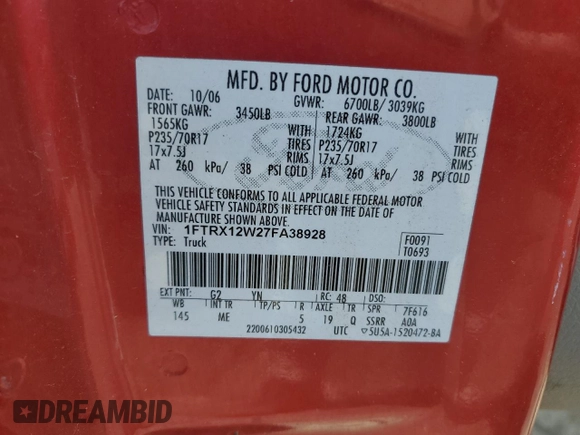 MFD. BY FORD MOTOR CO.
DATE: 10/06 GVWR: 6700LB/ 3039KG
FRONT GAWR: 3450LB REAR GAWR: 3800LB
1565KG WITH 1724KG WITH
P235/70R17 TIRES P235/70R17 TIRES
17x7.5J RIMS 17x7.5J RIMS
AT 260 kPa/ 38 PSI COLD AT 260 kPa/ 38 PSI COLD
THIS VEHICLE CONFORMS TO ALL APPLICABLE FEDERAL MOTOR
VEHICLE SAFETY STANDARDS IN EFFECT ON THE DATE OF
MANUFACTURE SHOWN ABOVE.
VIN: 1FTRX12W27FA38928 F0091
TYPE: Truck T0693
EXT PNT: G2 YN RC: 48 DSO:
WB INT TR TP/PS R AXLE TR SPR 7F616
145 ME 5 19 Q SSRR A0A
2200610305432 UTC ▽5U5A-1520472-BA
Ford
DREAMBID